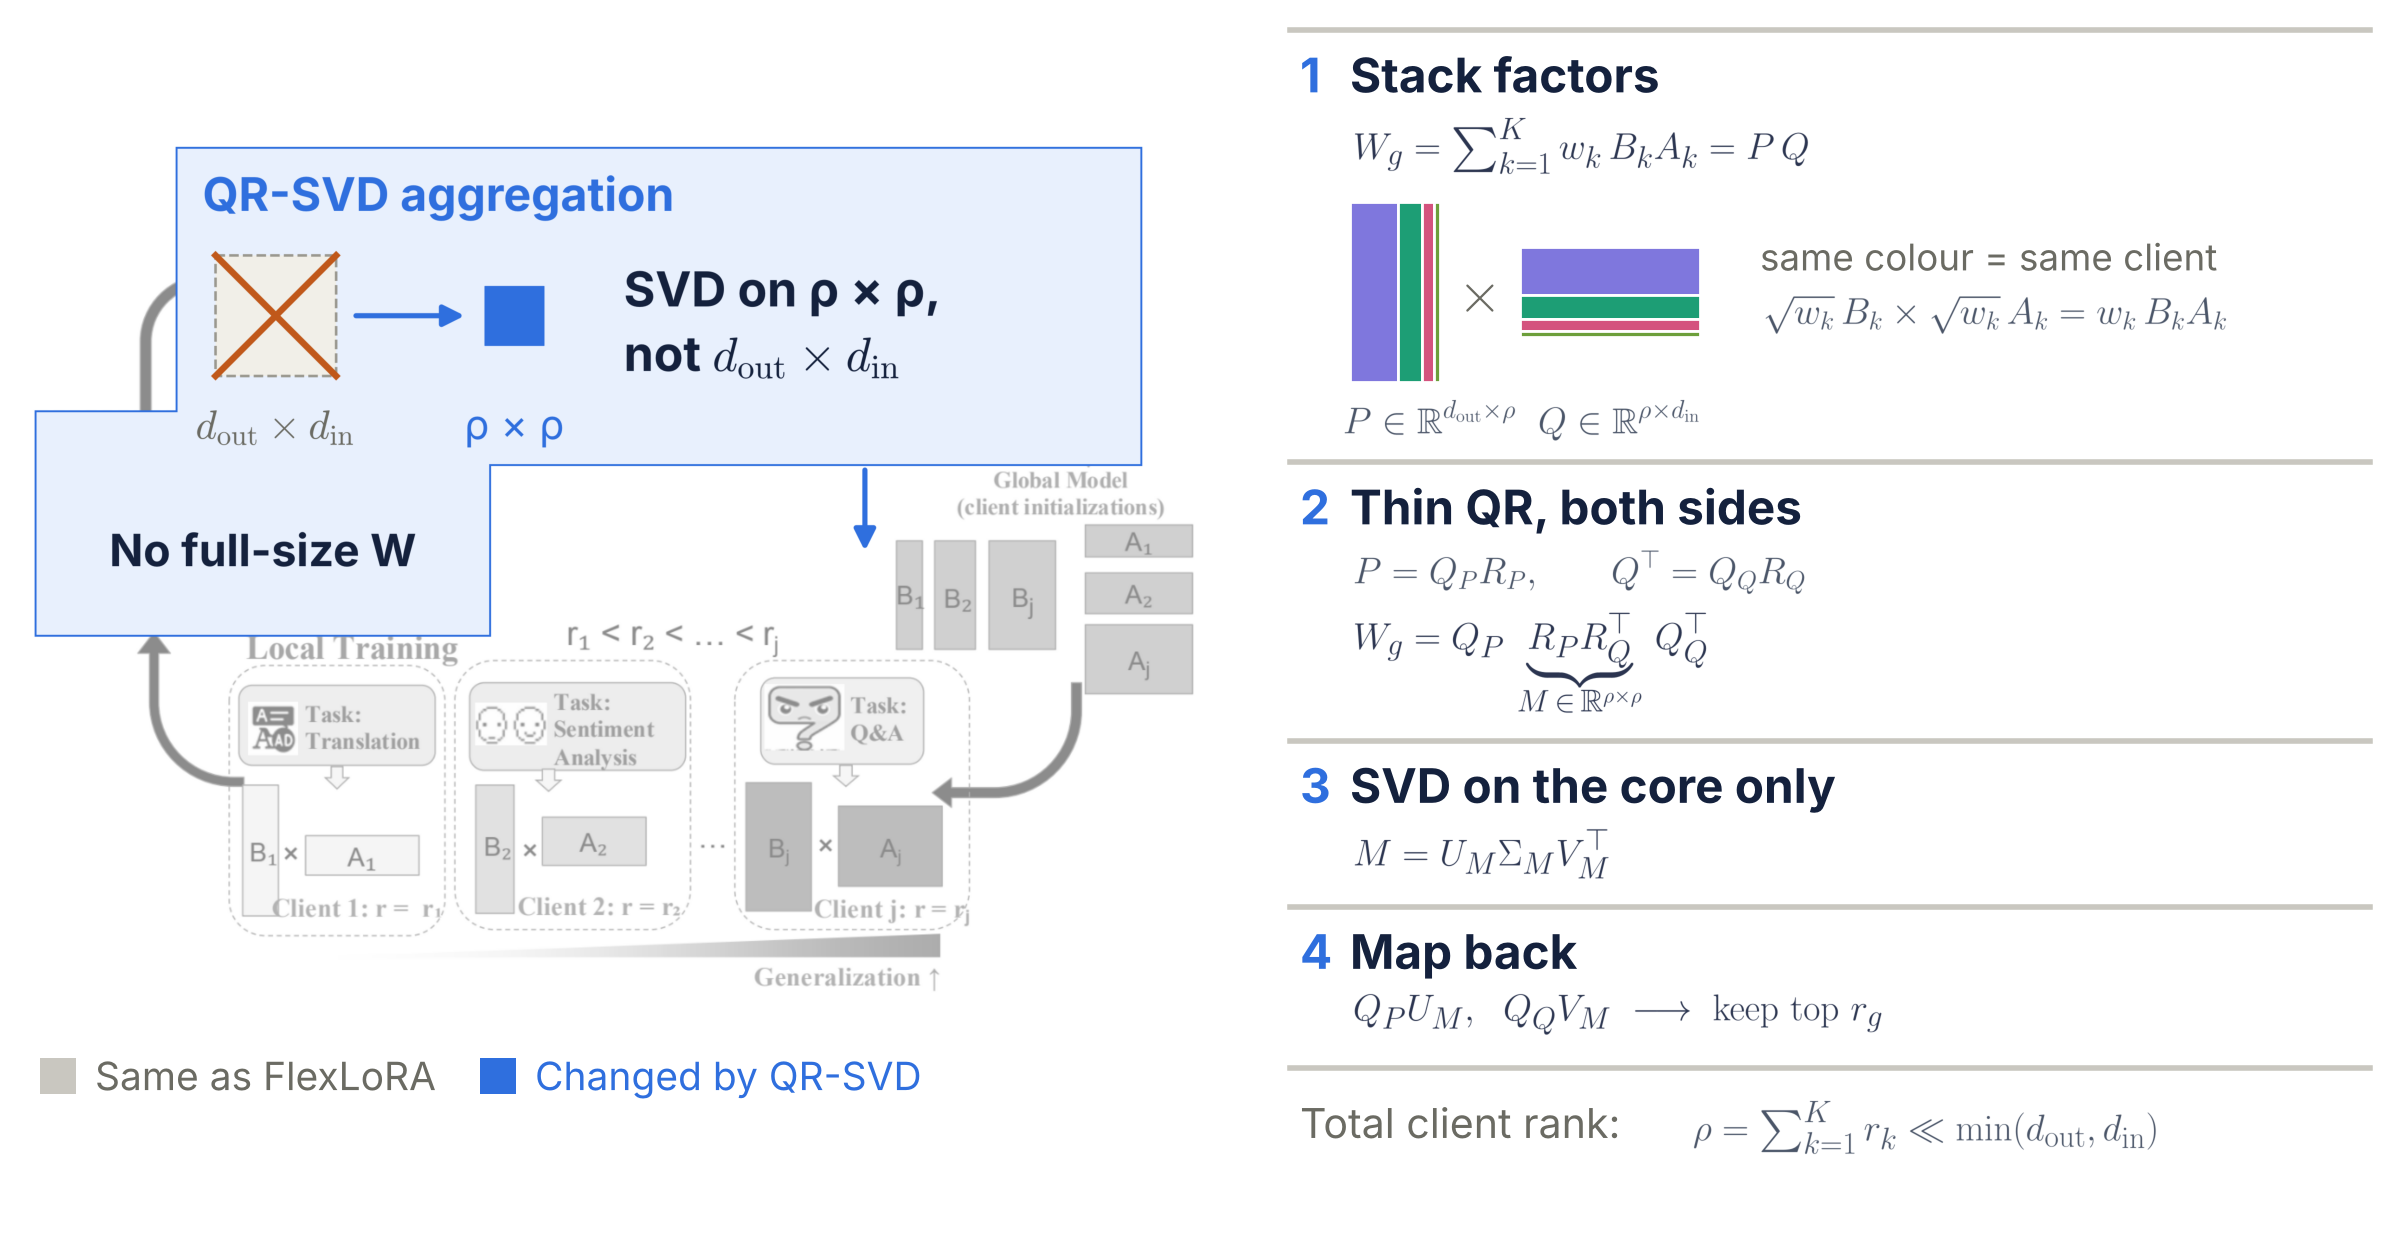 QR-SVD aggregation
SVD on ρ × ρ,
not d_out × d_in
d_out × d_in
ρ × ρ
No full-size W
Global Model
(client initializations)
B₁
B₂
Bⱼ
A₁
A₂
Aⱼ
Local Training
r₁ < r₂ < ... < rⱼ
Task:
Translation
Task:
Sentiment
Analysis
Task:
Q&A
B₁ × A₁
B₂ × A₂
...
Bⱼ × Aⱼ
Client 1: r = r₁
Client 2: r = r₂
Client j: r = rⱼ
Generalization ↑
Same as FlexLoRA
Changed by QR-SVD
1 Stack factors
W_g = ∑_{k=1}^{K} w_k B_k A_k = P Q
×
same colour = same client
√w_k B_k × √w_k A_k = w_k B_k A_k
P ∈ ℝ^{d_out×ρ} Q ∈ ℝ^{ρ×d_in}
2 Thin QR, both sides
P = Q_P R_P, Q^⊤ = Q_Q R_Q
W_g = Q_P R_P R_Q^⊤ Q_Q^⊤
M ∈ ℝ^{ρ×ρ}
3 SVD on the core only
M = U_M Σ_M V_M^⊤
4 Map back
Q_P U_M, Q_Q V_M ⟶ keep top r_g
Total client rank: ρ = ∑_{k=1}^{K} r_k ≪ min(d_out, d_in)